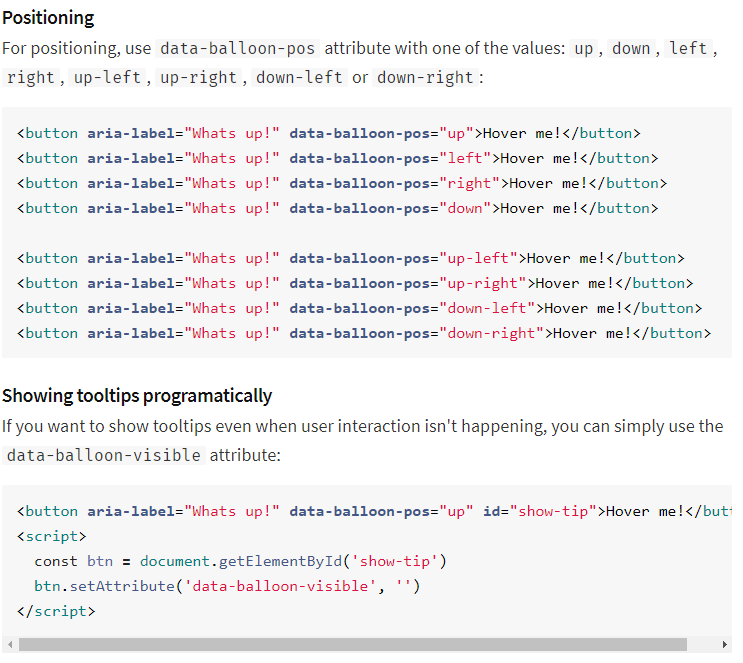 Positioning
For positioning, use data-balloon-pos attribute with one of the values: up, down, left,
right, up-left, up-right, down-left or down-right:
<button aria-label="Whats up!" data-balloon-pos="up">Hover me!</button>
<button aria-label="Whats up!" data-balloon-pos="left">Hover me!</button>
<button aria-label="Whats up!" data-balloon-pos="right">Hover me!</button>
<button aria-label="Whats up!" data-balloon-pos="down">Hover me!</button>
<button aria-label="Whats up!" data-balloon-pos="up-left">Hover me!</button>
<button aria-label="Whats up!" data-balloon-pos="up-right">Hover me!</button>
<button aria-label="Whats up!" data-balloon-pos="down-left">Hover me!</button>
<button aria-label="Whats up!" data-balloon-pos="down-right">Hover me!</button>
Showing tooltips programatically
If you want to show tooltips even when user interaction isn't happening, you can simply use the
data-balloon-visible attribute:
<button aria-label="Whats up!" data-balloon-pos="up" id="show-tip">Hover me!</butt
<script>
  const btn = document.getElementById('show-tip')
  btn.setAttribute('data-balloon-visible', '')
</script>